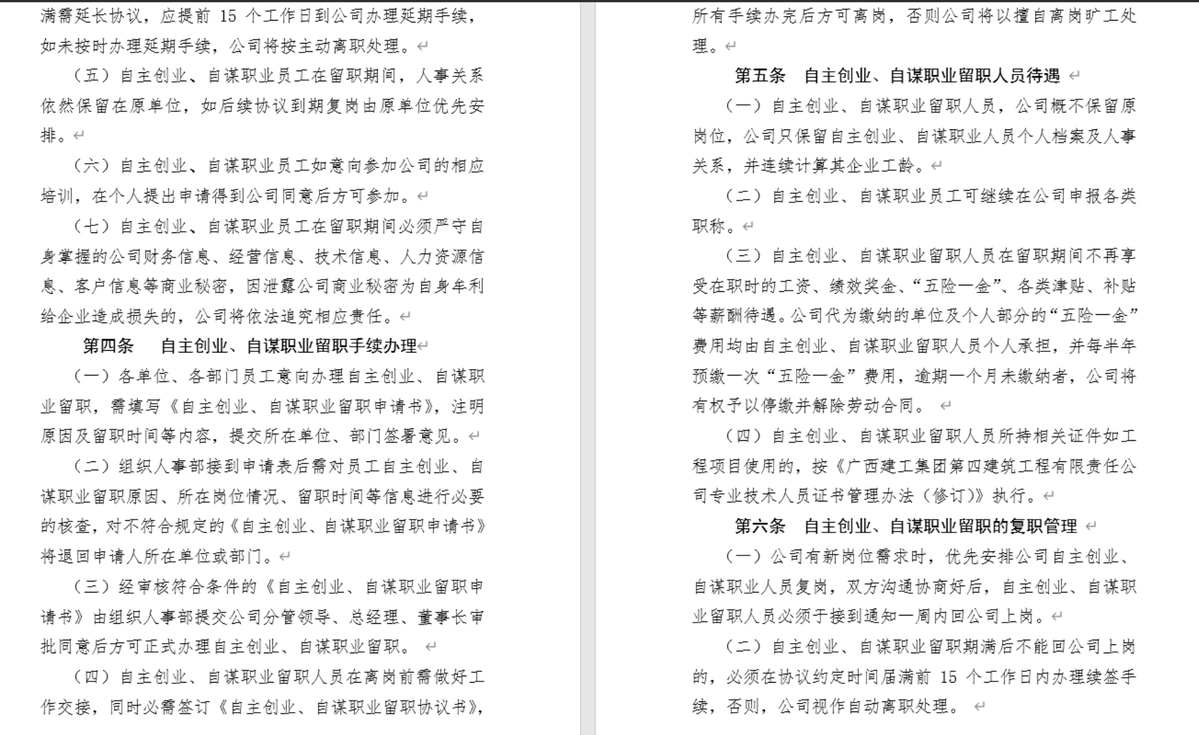 满需延长协议，应提前 15 个工作日到公司办理延期手续，
如未按时办理延期手续，公司将按主动离职处理。
（五）自主创业、自谋职业员工在留职期间，人事关系
依然保留在原单位，如后续协议到期复岗由原单位优先安
排。
（六）自主创业、自谋职业员工如意向参加公司的相应
培训，在个人提出申请得到公司同意后方可参加。
（七）自主创业、自谋职业员工在留职期间必须严守自
身掌握的公司财务信息、经营信息、技术信息、人力资源信
息、客户信息等商业秘密，因泄露公司商业秘密为自身牟利
给企业造成损失的，公司将依法追究相应责任。
第四条 自主创业、自谋职业留职手续办理
（一）各单位、各部门员工意向办理自主创业、自谋职
业留职，需填写《自主创业、自谋职业留职申请书》，注明
原因及留职时间等内容，提交所在单位、部门签署意见。
（二）组织人事部接到申请表后需对员工自主创业、自
谋职业留职原因、所在岗位情况、留职时间等信息进行必要
的核查，对不符合规定的《自主创业、自谋职业留职申请书》
将退回申请人所在单位或部门。
（三）经审核符合条件的《自主创业、自谋职业留职申
请书》由组织人事部提交公司分管领导、总经理、董事长审
批同意后方可正式办理自主创业、自谋职业留职。
（四）自主创业、自谋职业留职人员在离岗前需做好工
作交接，同时必需签订《自主创业、自谋职业留职协议书》，
所有手续办完后方可离岗，否则公司将以擅自离岗旷工处
理。
第五条 自主创业、自谋职业留职人员待遇
（一）自主创业、自谋职业留职人员，公司概不保留原
岗位，公司只保留自主创业、自谋职业人员个人档案及人事
关系，并连续计算其企业工龄。
（二）自主创业、自谋职业员工可继续在公司申报各类
职称。
（三）自主创业、自谋职业留职人员在留职期间不再享
受在职时的工资、绩效奖金、“五险一金”、各类津贴、补贴
等薪酬待遇。公司代为缴纳的单位及个人部分的“五险一金”
费用均由自主创业、自谋职业留职人员个人承担，并每半年
预缴一次“五险一金”费用，逾期一个月未缴纳者，公司将
有权予以停缴并解除劳动合同。
（四）自主创业、自谋职业留职人员所持相关证件如工
程项目使用的，按《广西建工集团第四建筑工程有限责任公
司专业技术人员证书管理办法（修订）》执行。
第六条 自主创业、自谋职业留职的复职管理
（一）公司有新岗位需求时，优先安排公司自主创业、
自谋职业人员复岗，双方沟通协商好后，自主创业、自谋职
业留职人员必须于接到通知一周内回公司上岗。
（二）自主创业、自谋职业留职期满后不能回公司上岗
的，必须在协议约定时间届满前 15 个工作日内办理续签手
续，否则，公司视作自动离职处理。